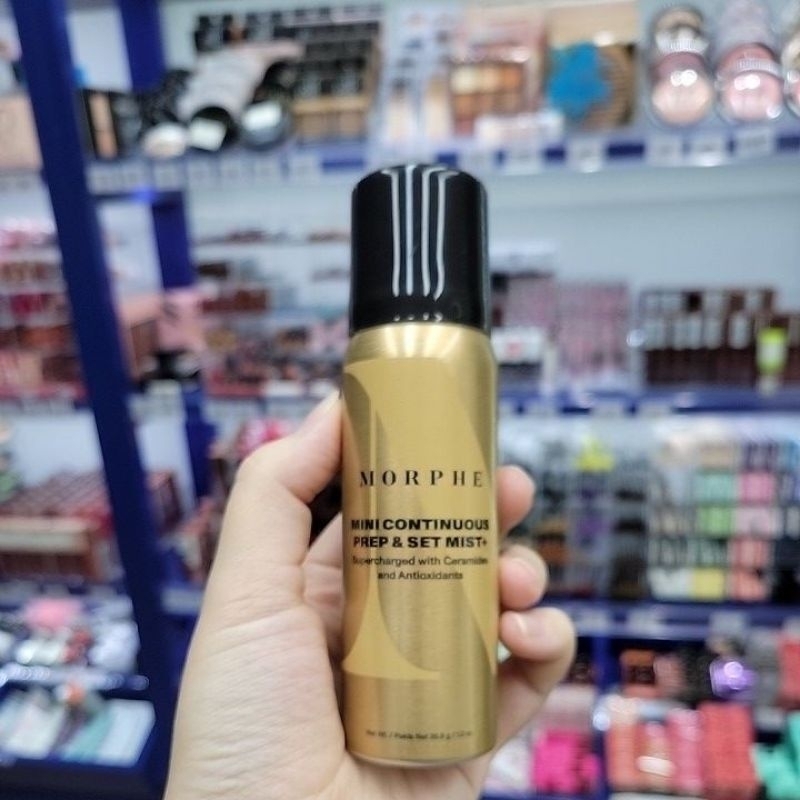 MORPHE
MINI CONTINUOUS
PREP & SET MIST+
Supercharged with Ceramides
and Antioxidants